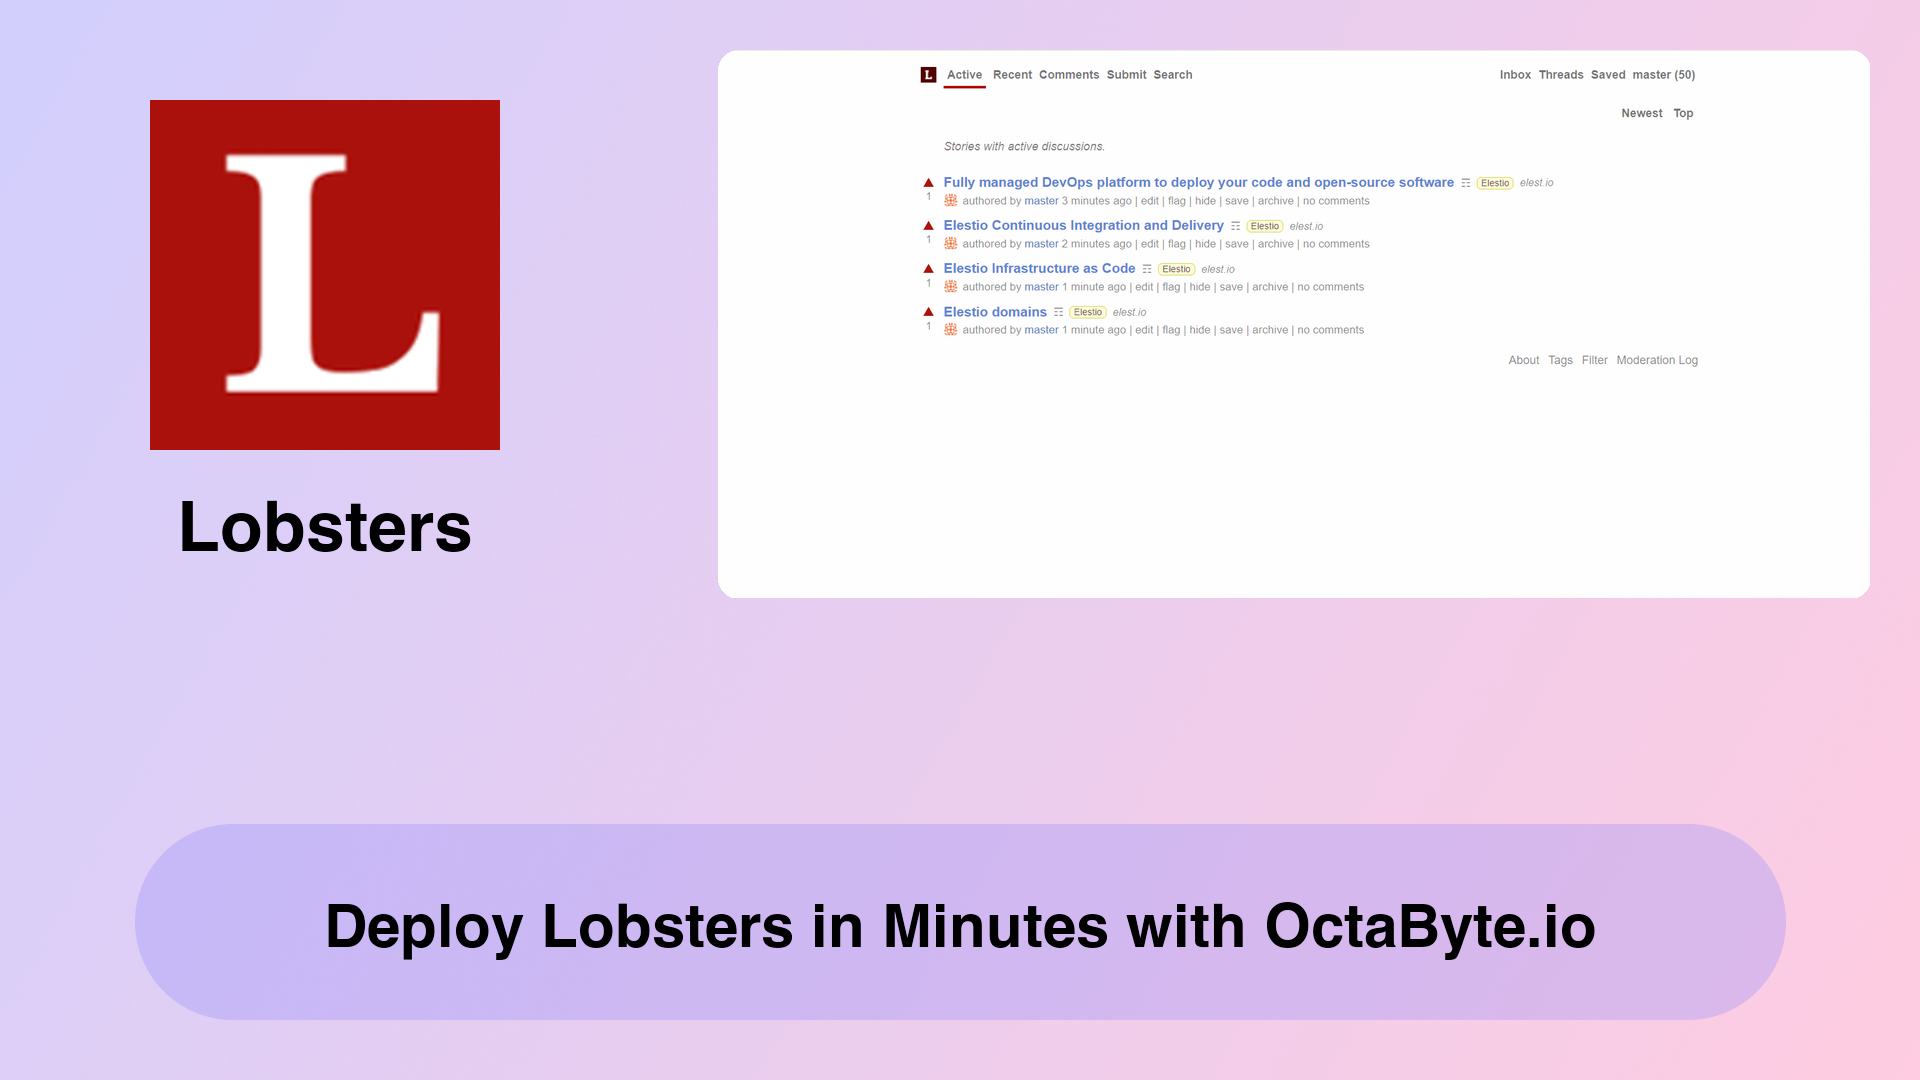 L
Lobsters
L Active Recent Comments Submit Search Inbox Threads Saved master (50)
Newest Top
Stories with active discussions.
Fully managed DevOps platform to deploy your code and open-source software Elestio elest.io
1 authored by master 3 minutes ago | edit | flag | hide | save | archive | no comments
Elestio Continuous Integration and Delivery Elestio elest.io
1 authored by master 2 minutes ago | edit | flag | hide | save | archive | no comments
Elestio Infrastructure as Code Elestio elest.io
1 authored by master 1 minute ago | edit | flag | hide | save | archive | no comments
Elestio domains Elestio elest.io
1 authored by master 1 minute ago | edit | flag | hide | save | archive | no comments
About Tags Filter Moderation Log
Deploy Lobsters in Minutes with OctaByte.io